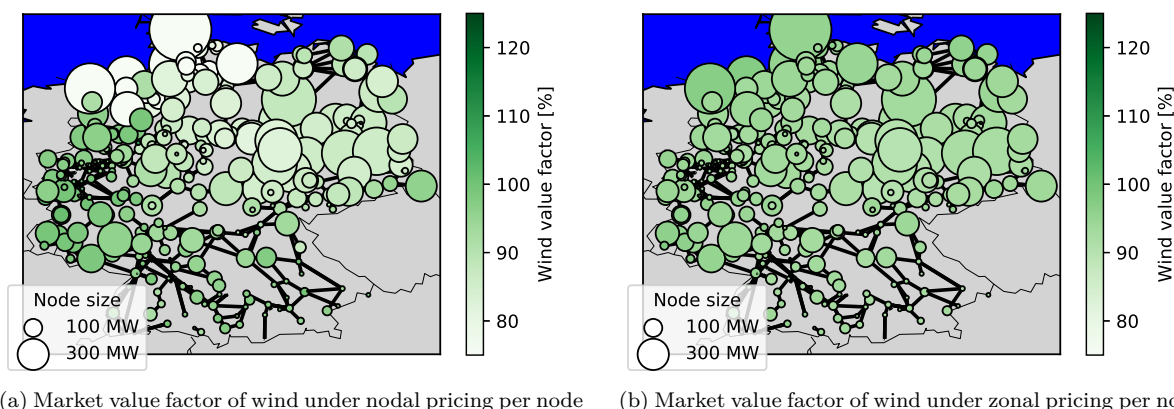 120
110
100
90
80
Wind value factor [%]
Node size
100 MW
300 MW
(a) Market value factor of wind under nodal pricing per node
120
110
100
90
80
Wind value factor [%]
Node size
100 MW
300 MW
(b) Market value factor of wind under zonal pricing per no